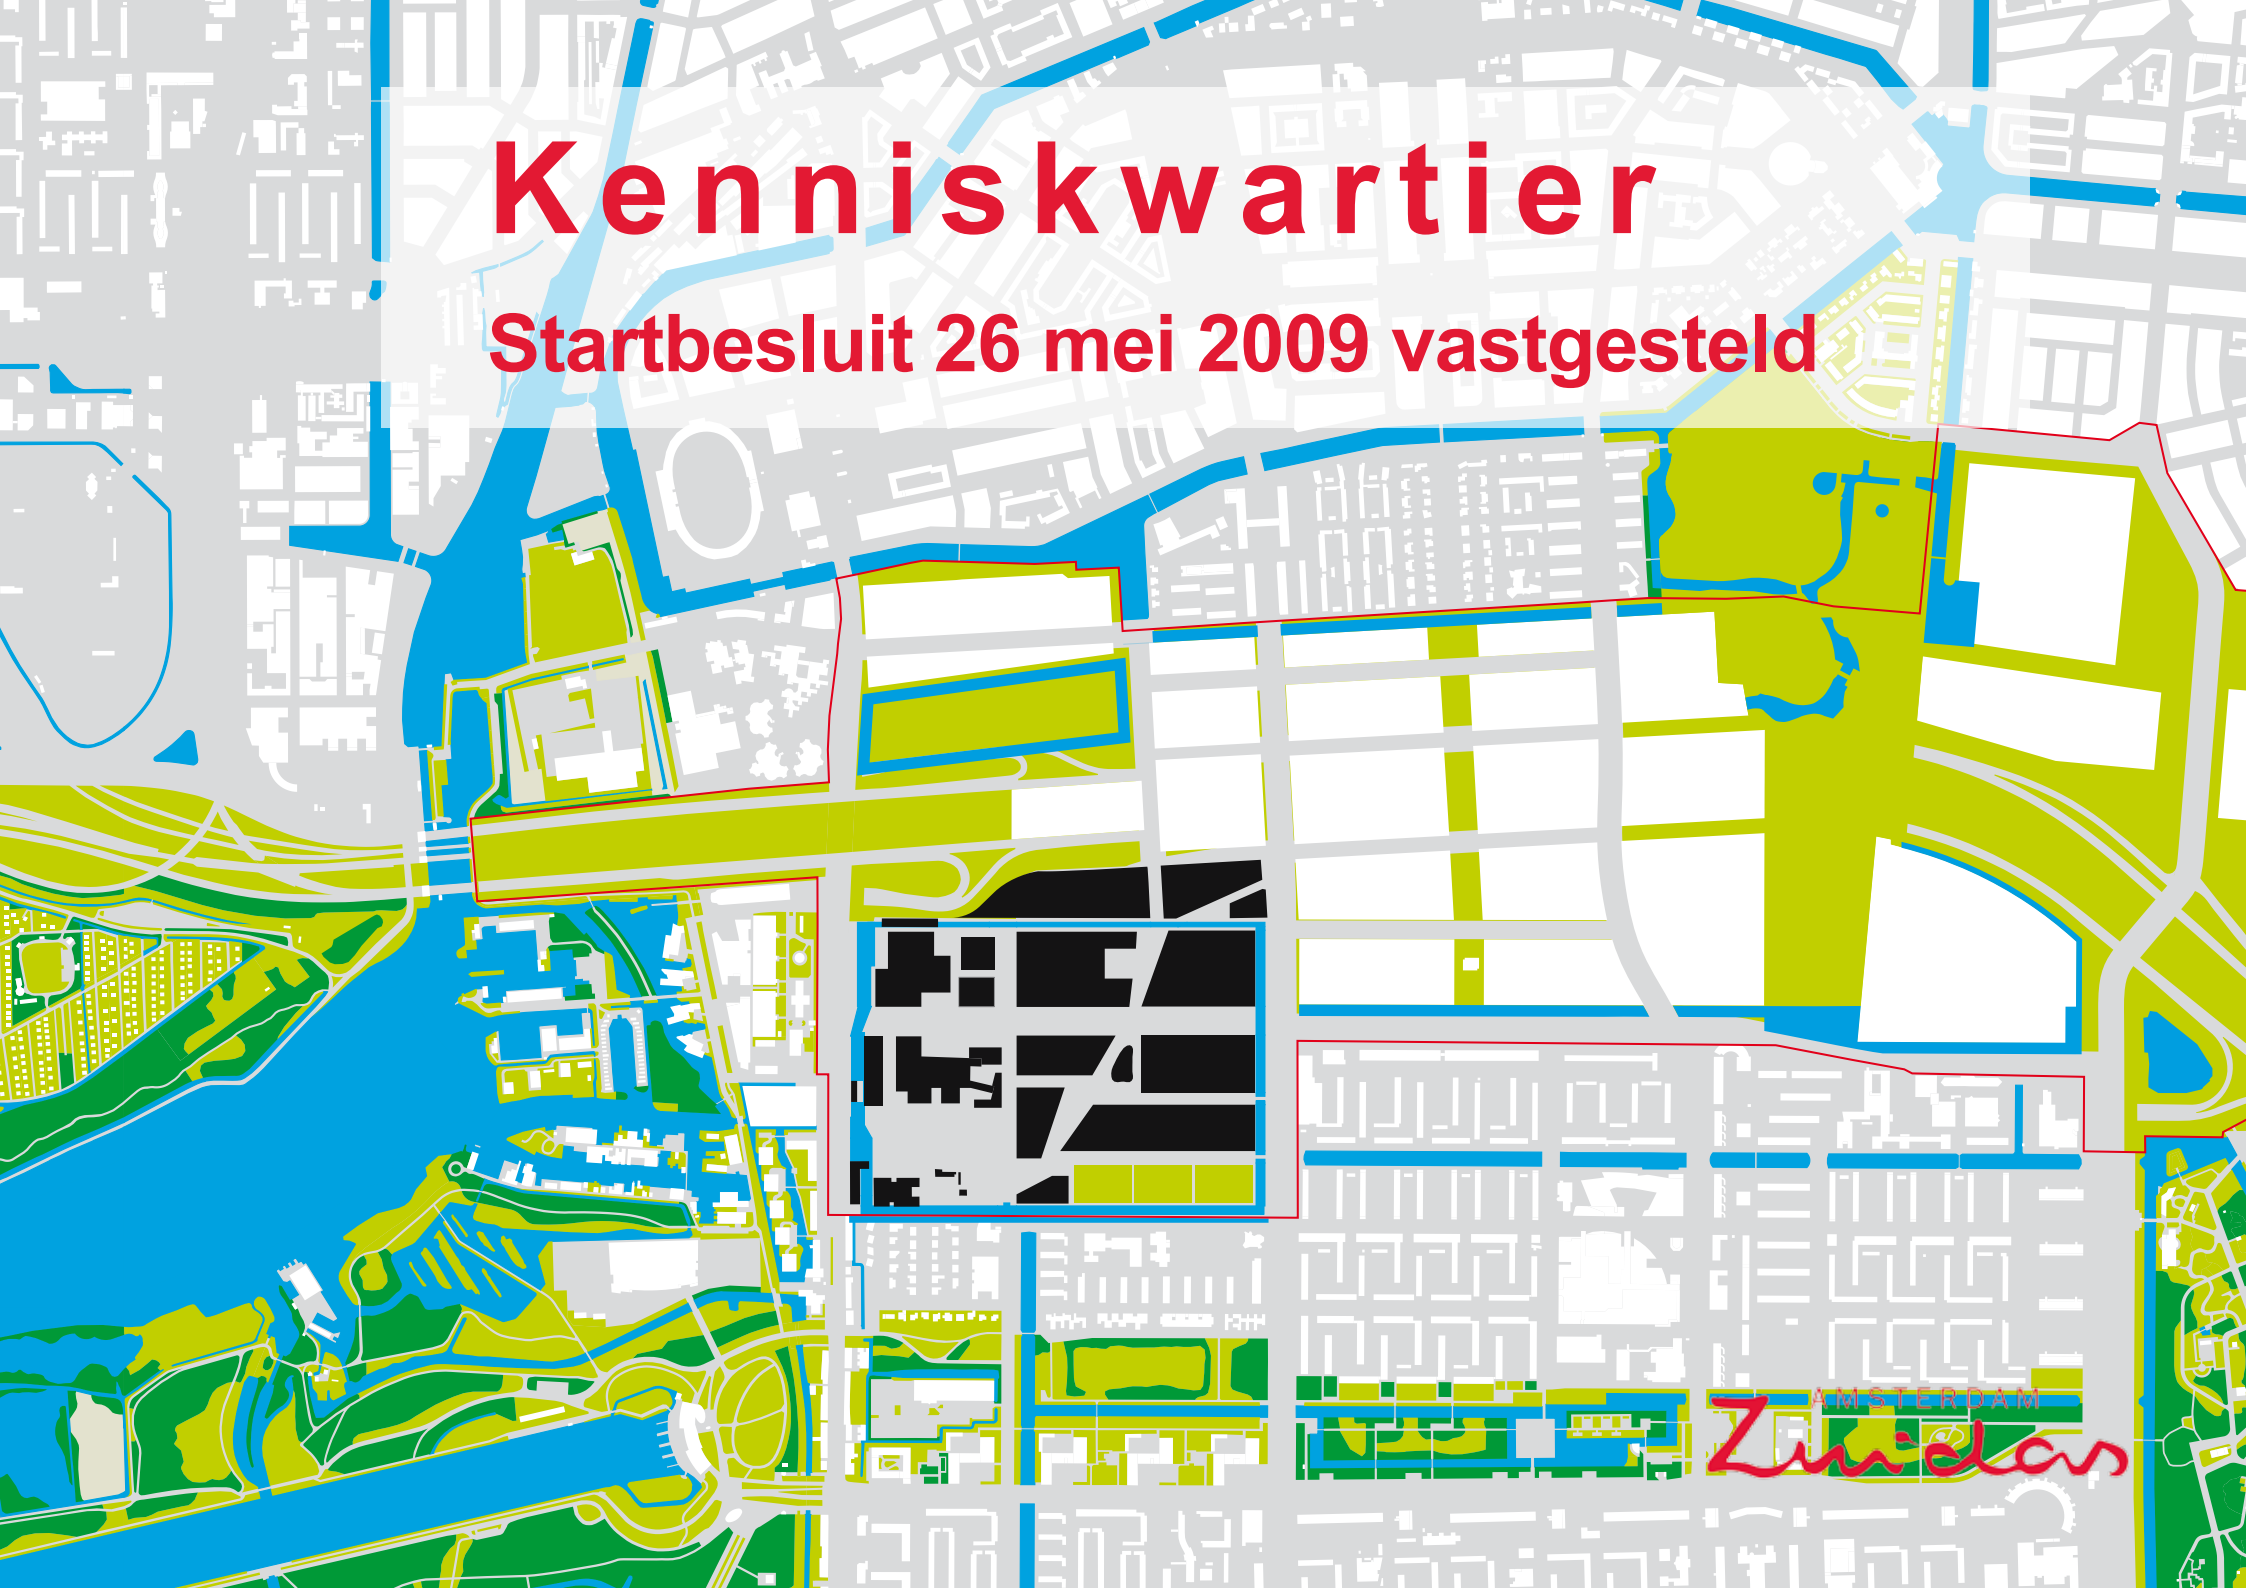 Kenniskwartier
Startbesluit 26 mei 2009 vastgesteld
AMSTERDAM
Zuidas